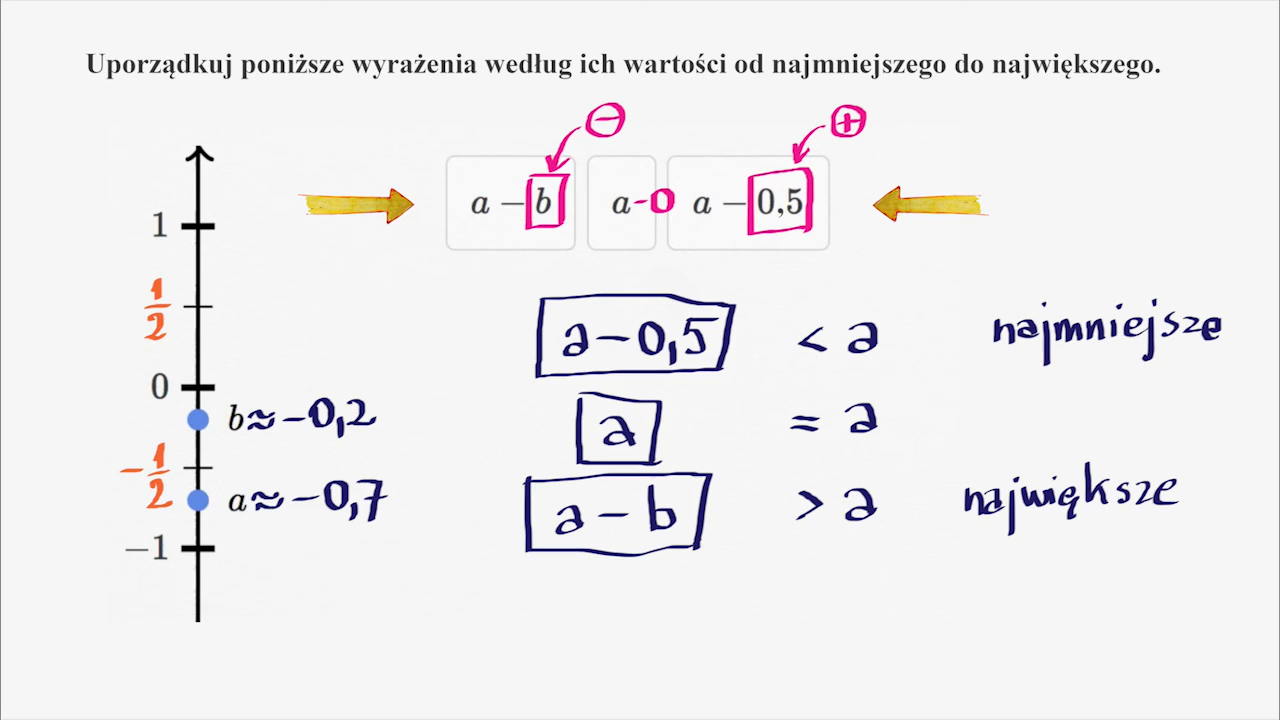 Uporządkuj poniższe wyrażenia według ich wartości od najmniejszego do największego.
− +
a − b a -0 a − 0,5
1
1/2
a − 0,5 < a najmniejsze
0
b ≈ −0,2 a = a
-1/2
a ≈ −0,7 a − b > a największe
−1